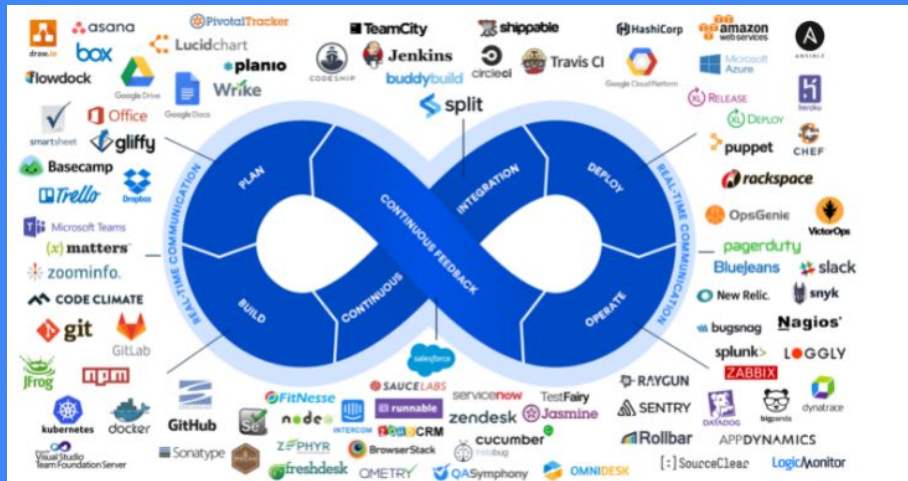 draw.io
asana
PivotalTracker
box
Lucidchart
flowdock
Google Drive
planio
Google Docs
Wrike
smartsheet
Office
gliffy
Basecamp
Trello
Dropbox
Microsoft Teams
(x)matters
zoominfo.
CODE CLIMATE
git
GitLab
JFrog
npm
kubernetes
docker
GitHub
Visual Studio
Team Foundation Server
Sonatype
TeamCity
shippable
CODESHIP
Jenkins
buddybuild
circleci
Travis CI
split
HashiCorp
amazon
web services
ANSIBLE
Google Cloud Platform
Microsoft
Azure
heroku
XL RELEASE
XL DEPLOY
puppet
CHEF
rackspace
OpsGenie
VictorOps
pagerduty
BlueJeans
slack
New Relic.
snyk
bugsnag
Nagios
splunk>
LOGGLY
ZABBIX
RAYGUN
SENTRY
DATADOG
bigpanda
dynatrace
Rollbar
APPDYNAMICS
[:]SourceClear
LogicMonitor
REAL-TIME COMMUNICATION
PLAN
BUILD
CONTINUOUS
INTEGRATION
CONTINUOUS FEEDBACK
DEPLOY
OPERATE
REAL-TIME COMMUNICATION
salesforce
SAUCELABS
FitNesse
servicenow
TestFairy
Se
node
INTERCOM
runnable
zendesk
Jasmine
ZOHO CRM
cucumber
instabug
ZEPHYR
BrowserStack
freshdesk
QMETRY
QASymphony
OMNIDESK